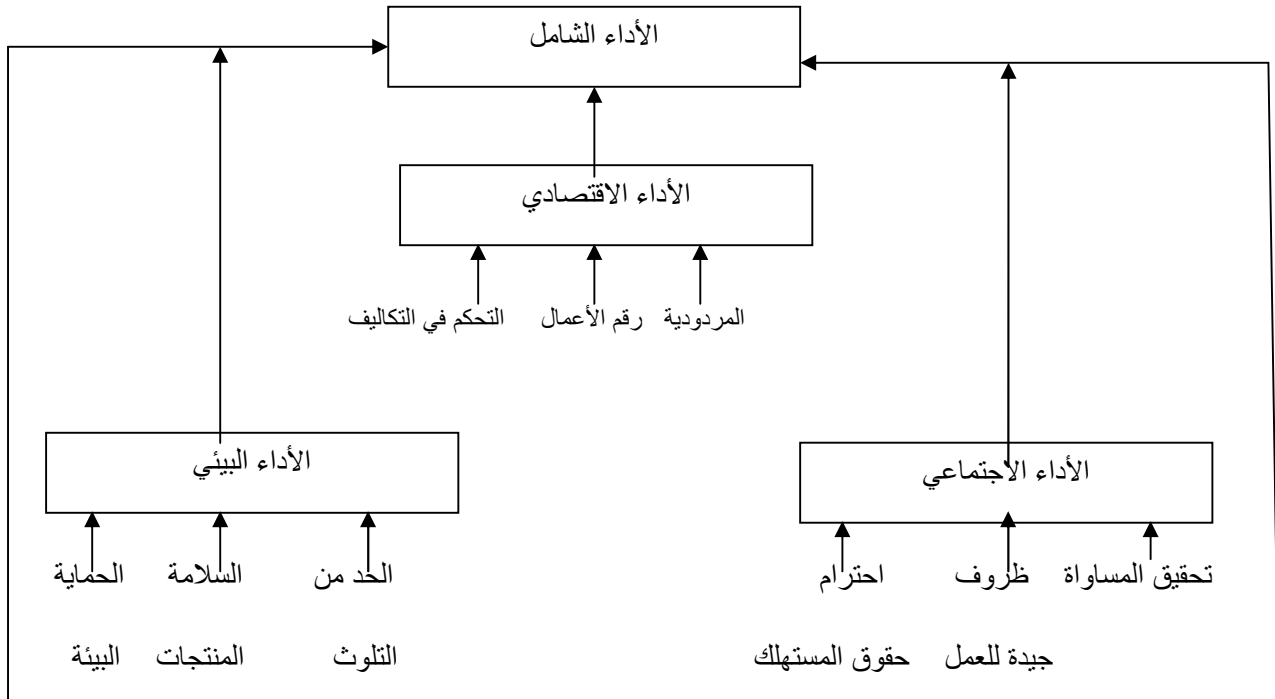 الأداء الشامل
الأداء الاقتصادي
المردودية
رقم الأعمال
التحكم في التكاليف
الأداء الاجتماعي
تحقيق المساواة
ظروف
جيدة للعمل
احترام
حقوق المستهلك
الأداء البيئي
الحد من
التلوث
السلامة
المنتجات
الحماية
البيئة